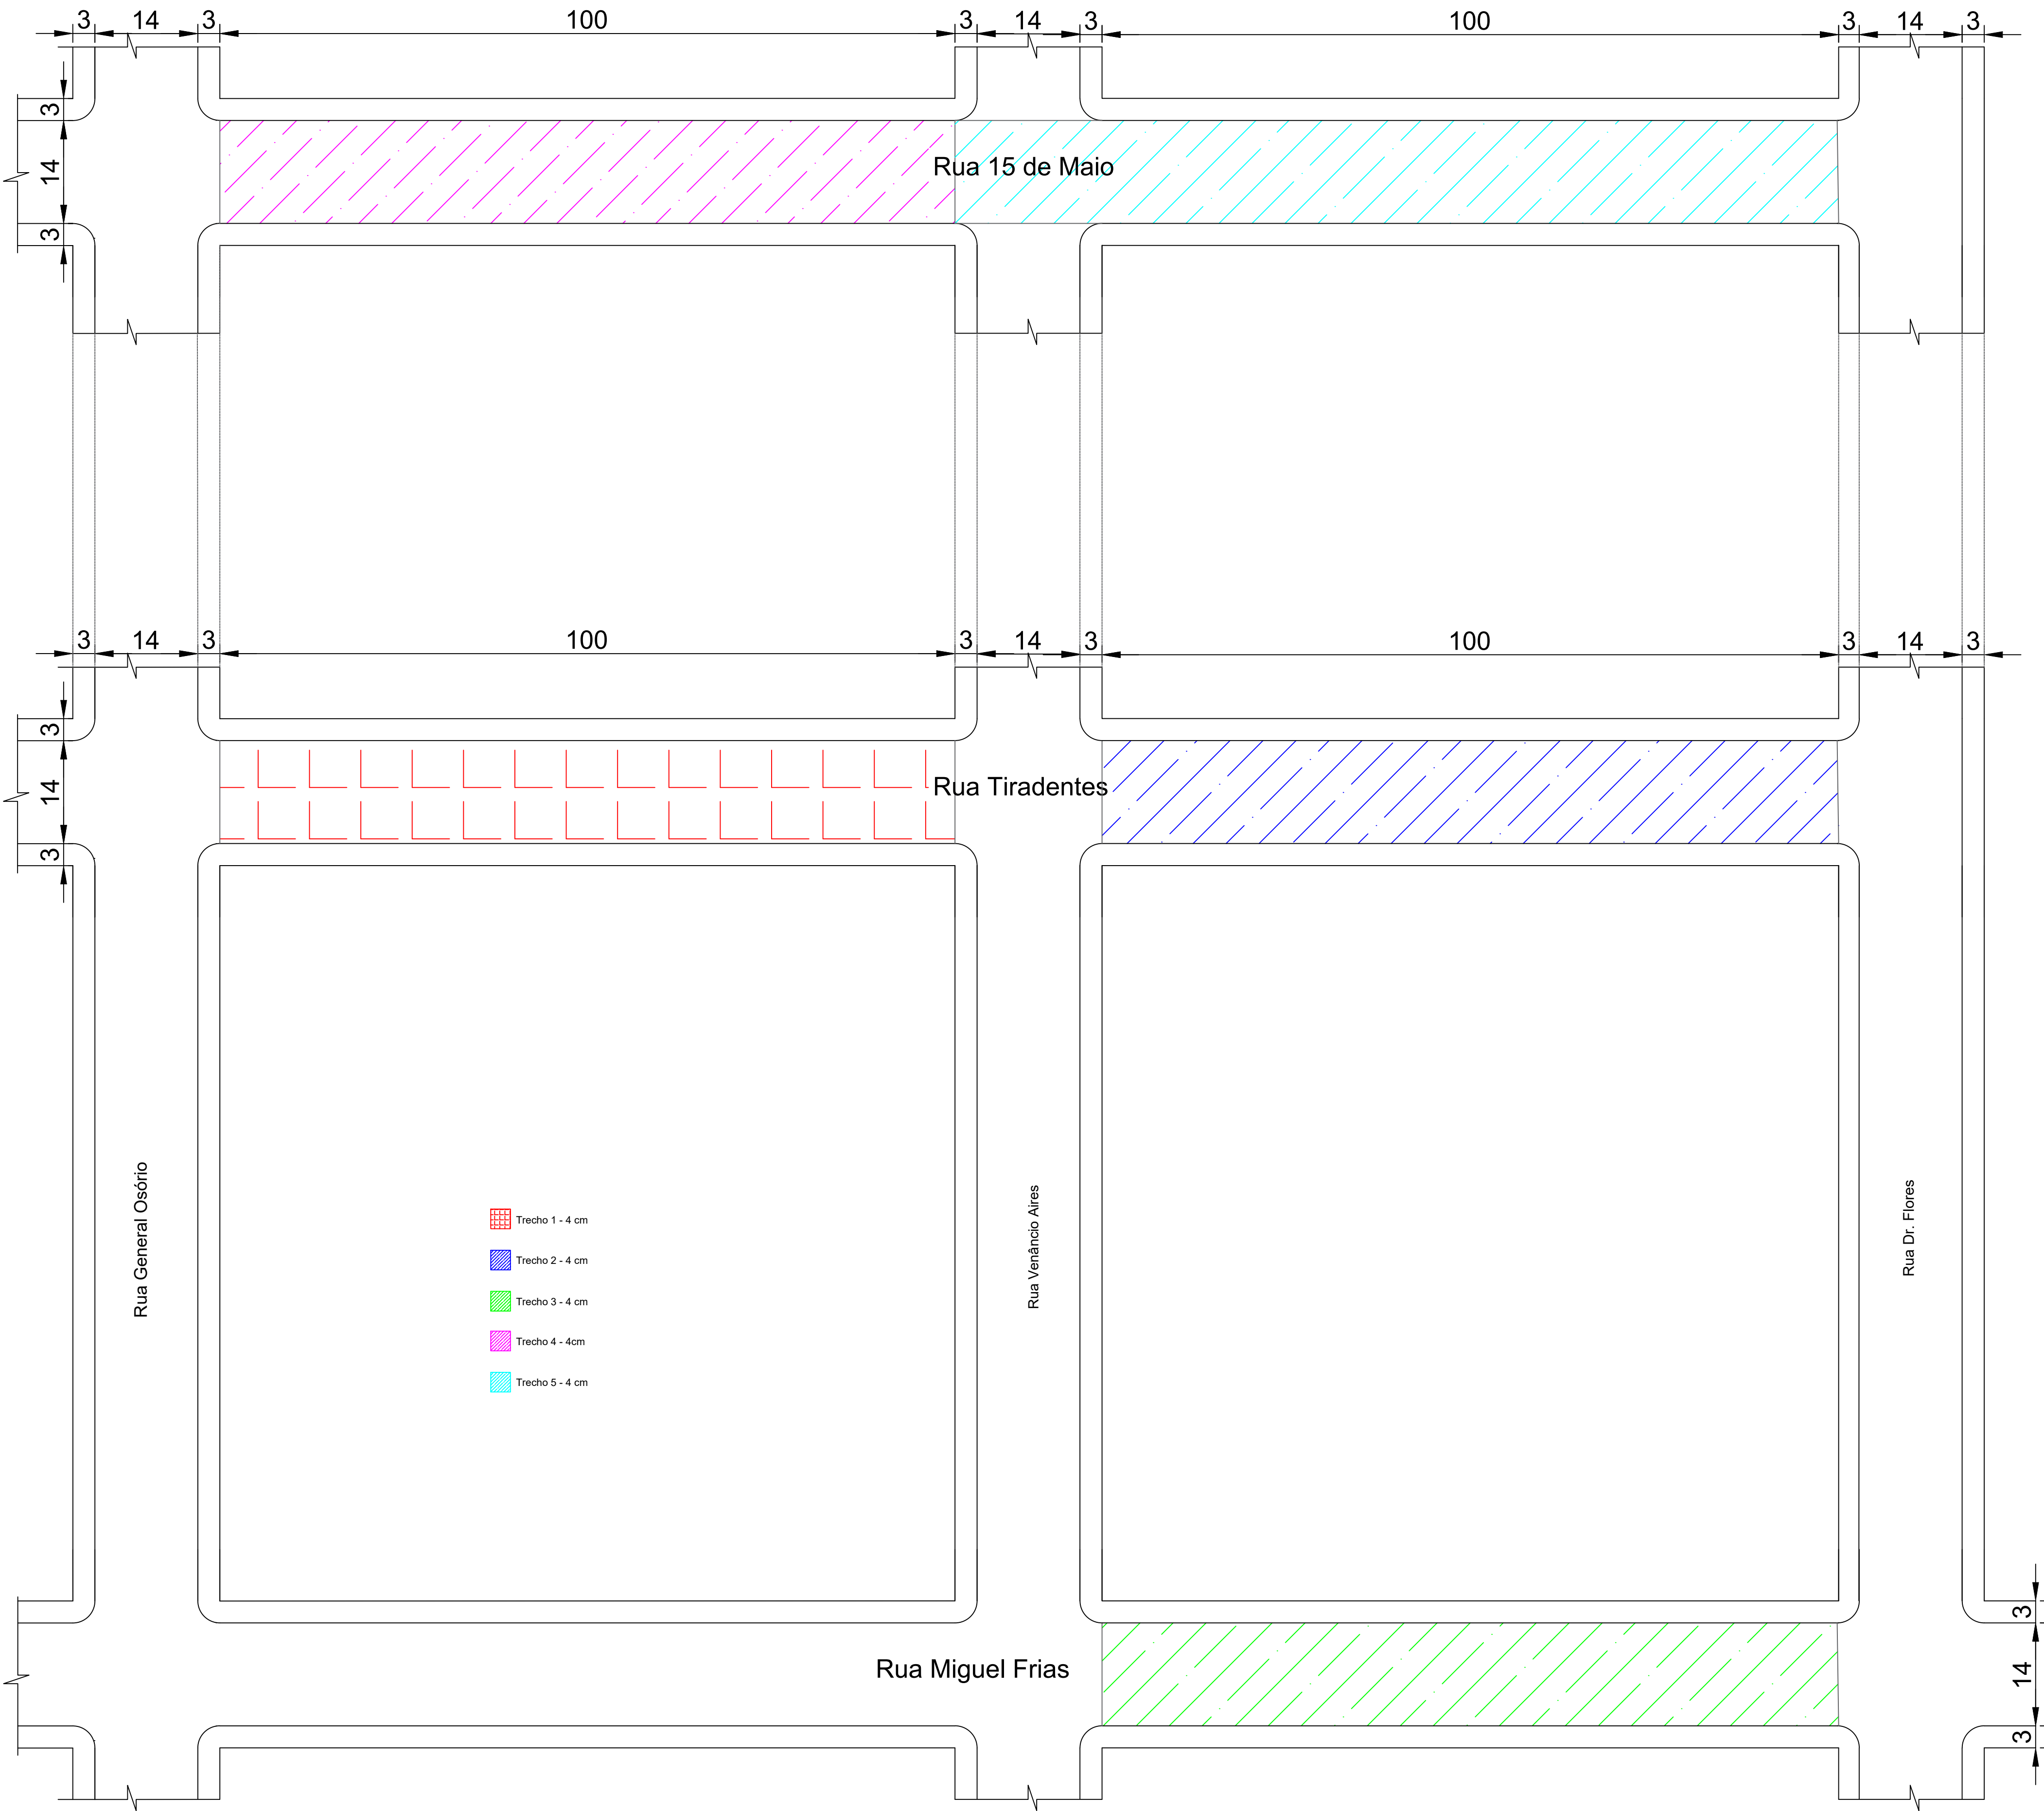 3 14 3 100 3 14 3 100 3 14 3
3
14
3
Rua 15 de Maio
3 14 3 100 3 14 3 100 3 14 3
3
14
3
Rua Tiradentes
Rua General Osório
Trecho 1 - 4 cm
Trecho 2 - 4 cm
Trecho 3 - 4 cm
Trecho 4 - 4cm
Trecho 5 - 4 cm
Rua Venâncio Aires
Rua Dr. Flores
Rua Miguel Frias
3
14
3